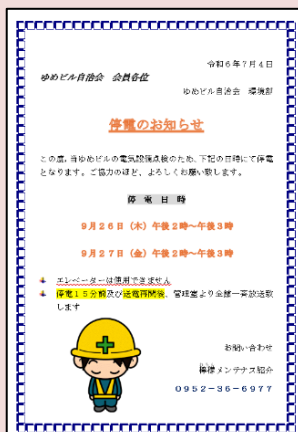 令和6年7月4日
ゆめビル自治会　会員各位
ゆめビル自治会　環境部
停電のお知らせ
この度、当ゆめビルの電気設備点検のため、下記の日時にて停電
となります。ご協力のほど、よろしくお願い致します。
停　電　日　時
9月26日（木）午後2時～午後3時
9月27日（金）午後2時～午後3時
エレベーターは使用できません
停電15分前及び送電再開後、管理室より全館一斉放送致
します
お問い合わせ
メンテナス紹介
0952-36-6977